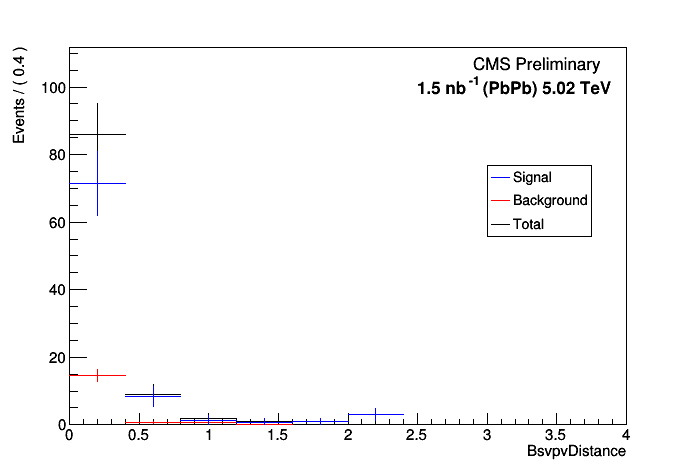 CMS Preliminary
1.5 nb-1 (PbPb) 5.02 TeV
Events / ( 0.4 )
100
80
60
40
20
0
Signal
Background
Total
0 0.5 1 1.5 2 2.5 3 3.5 4
BsvpvDistance